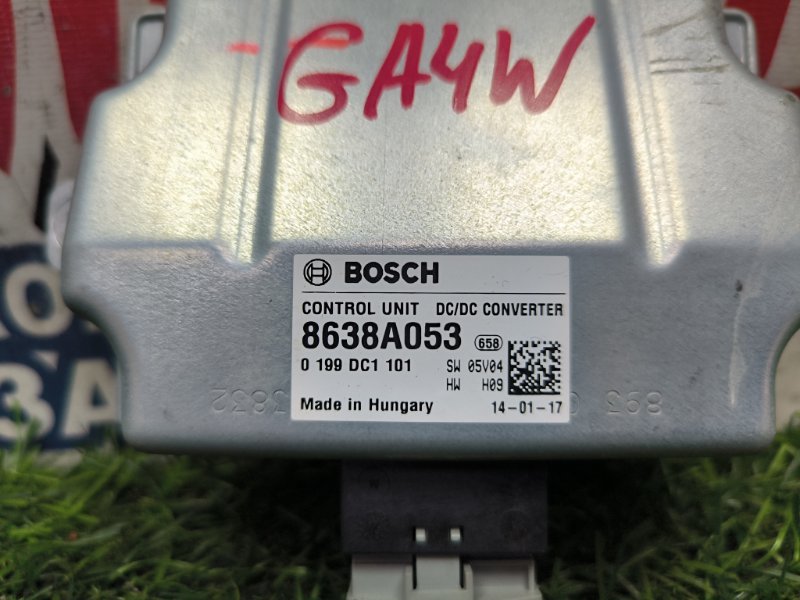 GA4W
BOSCH
CONTROL UNIT DC/DC CONVERTER
8638A053 658
0 199 DC1 101 SW 05V04
HW H09
Made in Hungary 14-01-17